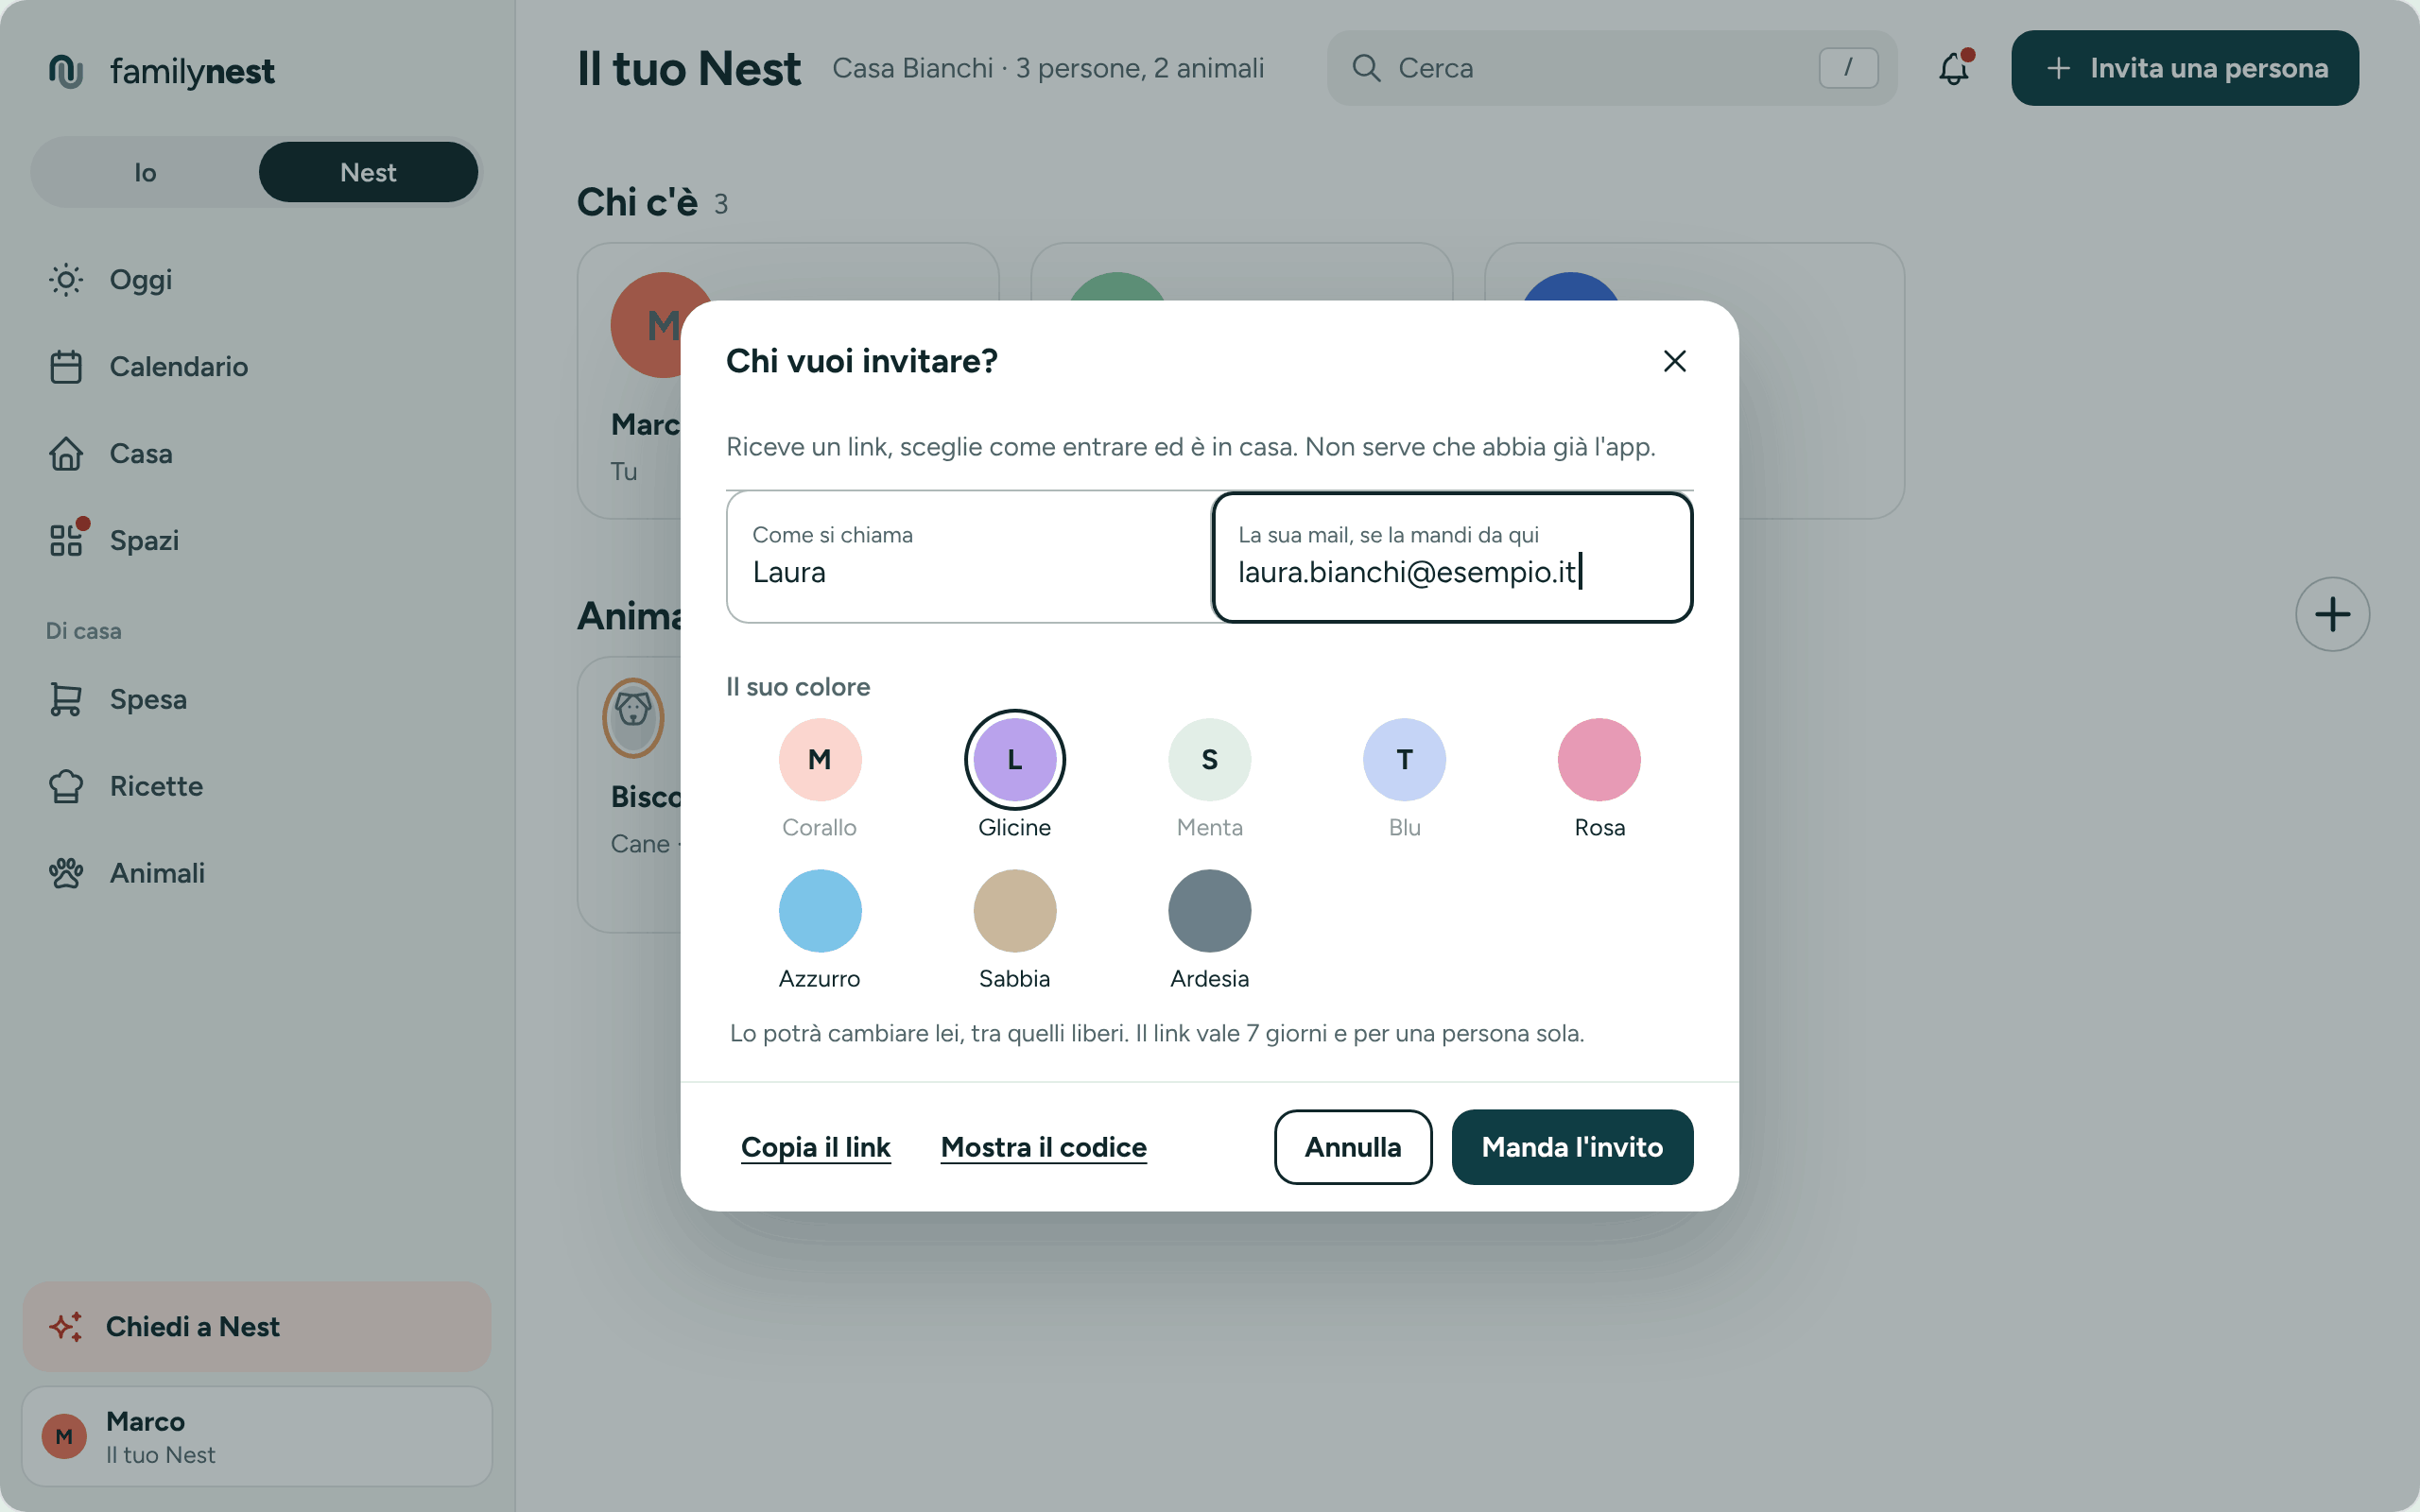 familynest
Io
Nest
Oggi
Calendario
Casa
Spazi
Di casa
Spesa
Ricette
Animali
Chiedi a Nest
M
Marco
Il tuo Nest
Il tuo Nest
Casa Bianchi · 3 persone, 2 animali
Cerca
/
Invita una persona
Chi c'è 3
M
Marc
Tu
Anima
Bisco
Cane ·
Chi vuoi invitare?
Riceve un link, sceglie come entrare ed è in casa. Non serve che abbia già l'app.
Come si chiama
Laura
La sua mail, se la mandi da qui
laura.bianchi@esempio.it
Il suo colore
M
L
S
T
Corallo
Glicine
Menta
Blu
Rosa
Azzurro
Sabbia
Ardesia
Lo potrà cambiare lei, tra quelli liberi. Il link vale 7 giorni e per una persona sola.
Copia il link
Mostra il codice
Annulla
Manda l'invito